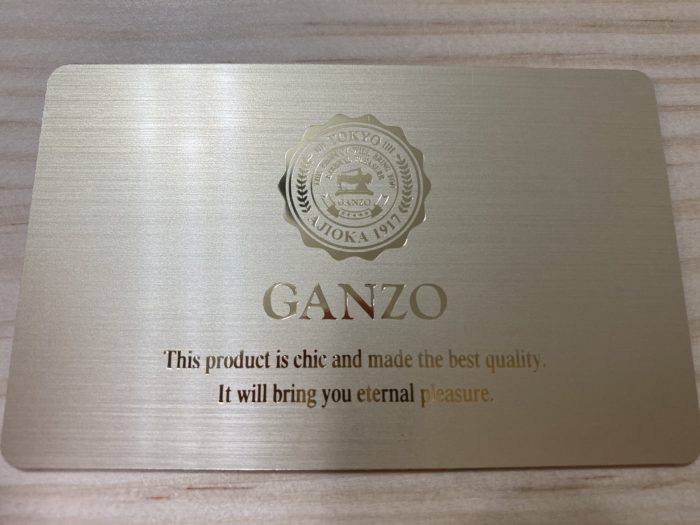 TOKYO
GANZO
AJIOKA 1917
GANZO
This product is chic and made the best quality.
It will bring you eternal pleasure.